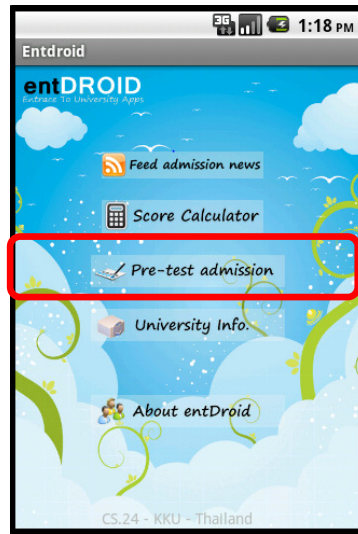 3G 1:18 PM
Entdroid
entDROID
Entrace To University Apps
Feed admission news
Score Calculator
Pre-test admission
University Info.
About entDroid
CS.24 - KKU - Thailand